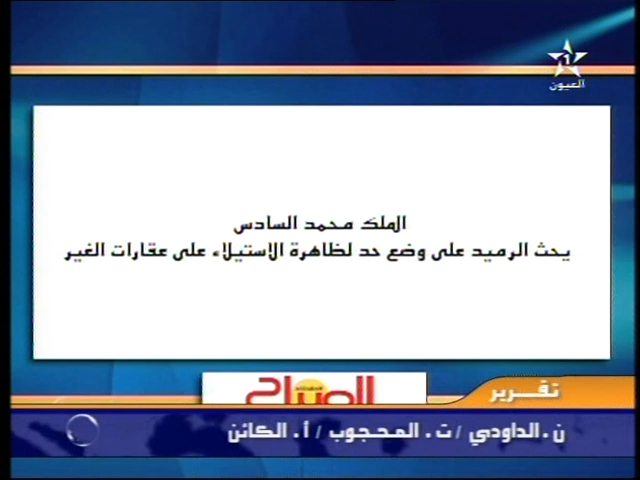 1
العيون
الملك محمد السادس
يحث الرميد على وضع حد لظاهرة الاستيلاء على عقارات الغير
الصباح
تقرير
ن. الداودي / ت. المحجوب / أ. الكائن